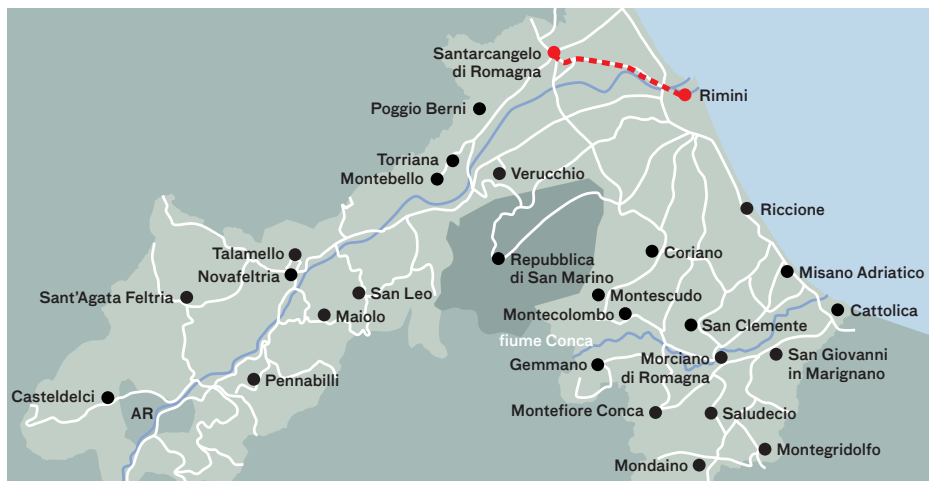 Santarcangelo
di Romagna
Rimini
Poggio Berni
Torriana
Montebello
Verucchio
Riccione
Talamello
Novafeltria
Repubblica
di San Marino
Coriano
Misano Adriatico
Sant'Agata Feltria
San Leo
Maiolo
Montescudo
Montecolombo
Cattolica
San Clemente
fiume Conca
Gemmano
Morciano
di Romagna
San Giovanni
in Marignano
Pennabilli
Casteldelci
AR
Montefiore Conca
Saludecio
Montegridolfo
Mondaino